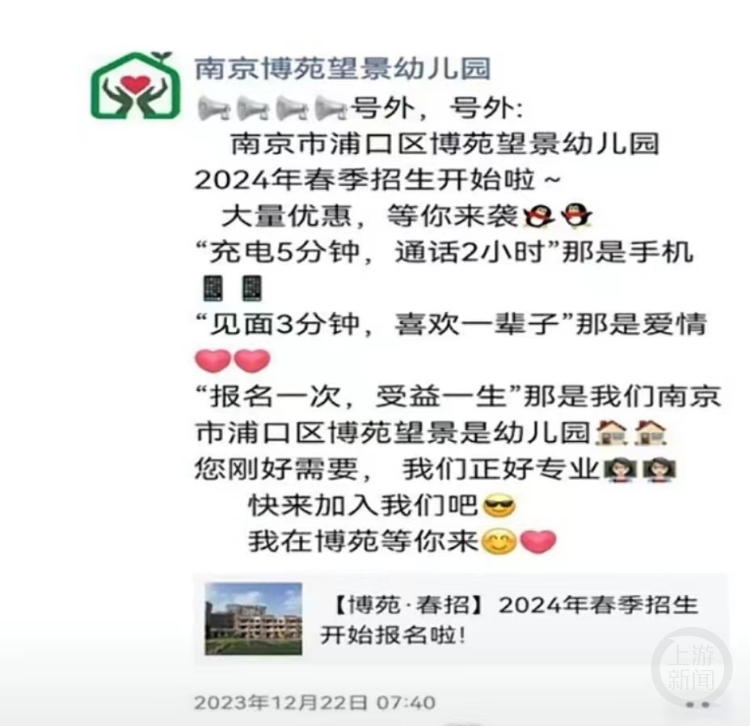 南京博苑望景幼儿园
📢📢📢📢号外，号外:
南京市浦口区博苑望景幼儿园
2024年春季招生开始啦～
大量优惠，等你来袭🐧🐧
“充电5分钟，通话2小时”那是手机
📱📱
“见面3分钟，喜欢一辈子”那是爱情
❤❤
“报名一次，受益一生”那是我们南京
市浦口区博苑望景是幼儿园🏠🏠
您刚好需要， 我们正好专业👩‍🏫👩‍🏫
快来加入我们吧😎
我在博苑等你来😊❤
【博苑·春招】2024年春季招生
开始报名啦!
2023年12月22日 07:40
上游
新闻